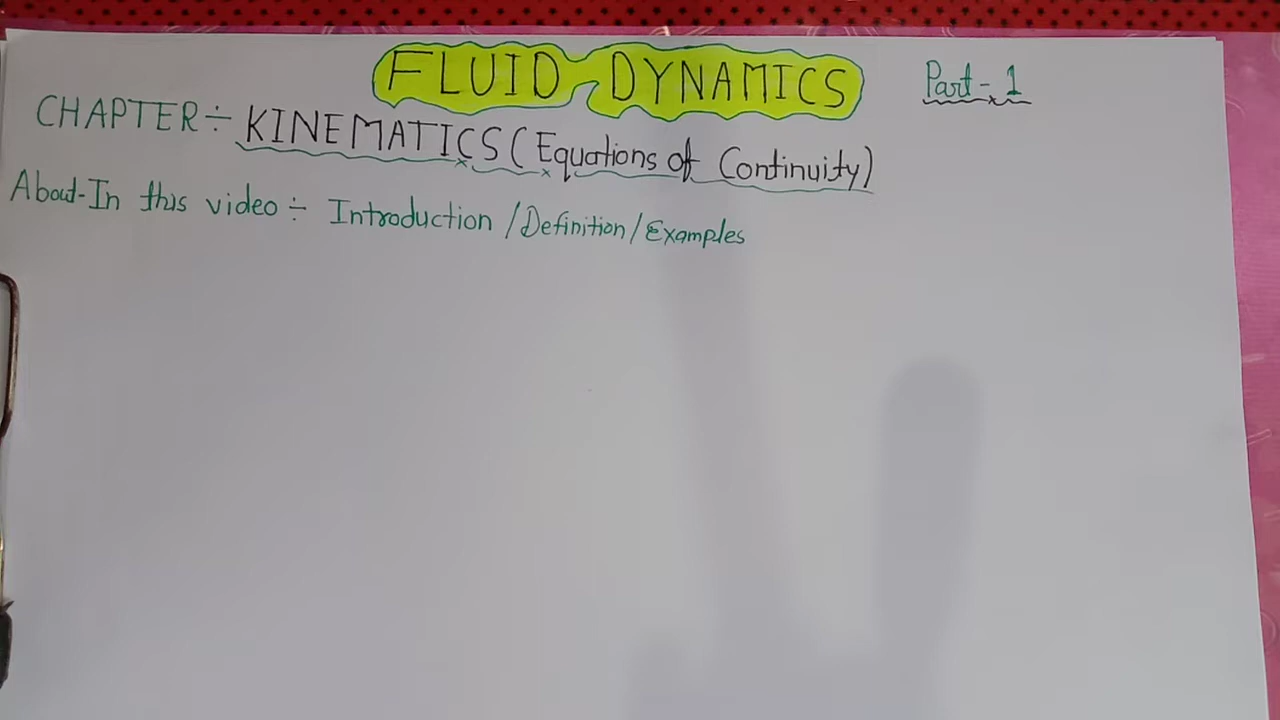 FLUID DYNAMICS
Part - 1
CHAPTER ÷ KINEMATICS (Equations of Continuity)
About-In this video ÷ Introduction /Definition/Examples